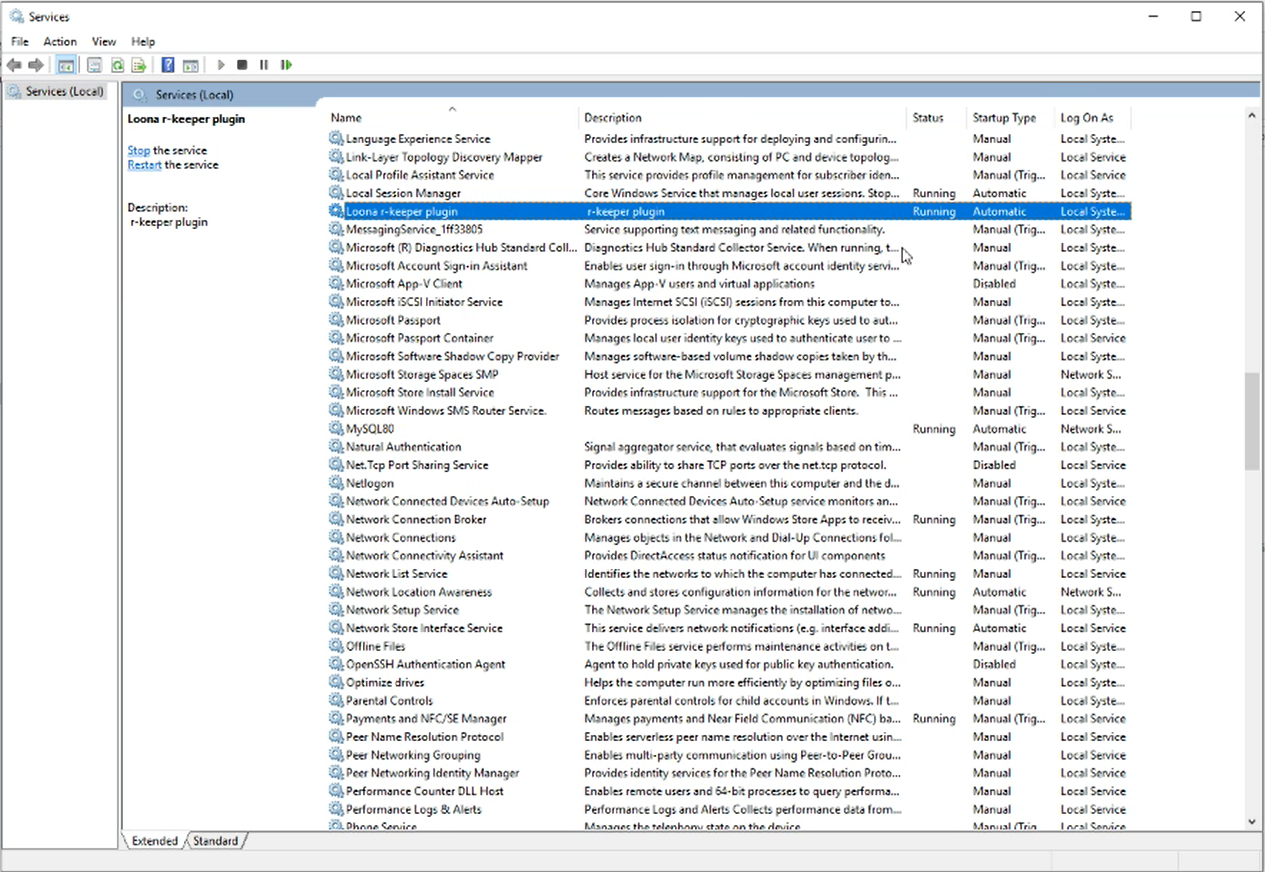 Services
File Action View Help
Services (Local)
Services (Local)
Loona r-keeper plugin
Stop the service
Restart the service
Description:
r-keeper plugin
Name Description Status Startup Type Log On As
Language Experience Service Provides infrastructure support for deploying and configurin... Manual Local Syste...
Link-Layer Topology Discovery Mapper Creates a Network Map, consisting of PC and device topolog... Manual Local Service
Local Profile Assistant Service This service provides profile management for subscriber iden... Manual (Trig... Local Service
Local Session Manager Core Windows Service that manages local user sessions. Stop... Running Automatic Local Syste...
Loona r-keeper plugin r-keeper plugin Running Automatic Local Syste...
MessagingService_1ff33805 Service supporting text messaging and related functionality. Manual (Trig... Local Syste...
Microsoft (R) Diagnostics Hub Standard Coll... Diagnostics Hub Standard Collector Service. When running, t... Manual Local Syste...
Microsoft Account Sign-in Assistant Enables user sign-in through Microsoft account identity servi... Manual (Trig... Local Syste...
Microsoft App-V Client Manages App-V users and virtual applications Disabled Local Syste...
Microsoft iSCSI Initiator Service Manages Internet SCSI (iSCSI) sessions from this computer to... Manual Local Syste...
Microsoft Passport Provides process isolation for cryptographic keys used to aut... Manual (Trig... Local Syste...
Microsoft Passport Container Manages local user identity keys used to authenticate user to ... Manual (Trig... Local Service
Microsoft Software Shadow Copy Provider Manages software-based volume shadow copies taken by th... Manual Local Syste...
Microsoft Storage Spaces SMP Host service for the Microsoft Storage Spaces management p... Manual Network S...
Microsoft Store Install Service Provides infrastructure support for the Microsoft Store. This ... Manual Local Syste...
Microsoft Windows SMS Router Service. Routes messages based on rules to appropriate clients. Manual (Trig... Local Service
MySQL80 Running Automatic Network S...
Natural Authentication Signal aggregator service, that evaluates signals based on tim... Manual (Trig... Local Syste...
Net.Tcp Port Sharing Service Provides ability to share TCP ports over the net.tcp protocol. Disabled Local Service
Netlogon Maintains a secure channel between this computer and the d... Manual Local Syste...
Network Connected Devices Auto-Setup Network Connected Devices Auto-Setup service monitors an... Manual (Trig... Local Service
Network Connection Broker Brokers connections that allow Windows Store Apps to receiv... Running Manual (Trig... Local Syste...
Network Connections Manages objects in the Network and Dial-Up Connections fol... Manual Local Syste...
Network Connectivity Assistant Provides DirectAccess status notification for UI components Manual (Trig... Local Syste...
Network List Service Identifies the networks to which the computer has connected... Running Manual Local Service
Network Location Awareness Collects and stores configuration information for the networ... Running Automatic Network S...
Network Setup Service The Network Setup Service manages the installation of netwo... Manual (Trig... Local Syste...
Network Store Interface Service This service delivers network notifications (e.g. interface addi... Running Automatic Local Service
Offline Files The Offline Files service performs maintenance activities on t... Manual (Trig... Local Syste...
OpenSSH Authentication Agent Agent to hold private keys used for public key authentication. Disabled Local Syste...
Optimize drives Helps the computer run more efficiently by optimizing files o... Manual Local Syste...
Parental Controls Enforces parental controls for child accounts in Windows. If t... Manual Local Syste...
Payments and NFC/SE Manager Manages payments and Near Field Communication (NFC) ba... Running Manual (Trig... Local Service
Peer Name Resolution Protocol Enables serverless peer name resolution over the Internet usin... Manual Local Service
Peer Networking Grouping Enables multi-party communication using Peer-to-Peer Grou... Manual Local Service
Peer Networking Identity Manager Provides identity services for the Peer Name Resolution Proto... Manual Local Service
Performance Counter DLL Host Enables remote users and 64-bit processes to query performa... Manual Local Service
Performance Logs & Alerts Performance Logs and Alerts Collects performance data from... Manual Local Service
Phone Service Manages the telephony state on the device Manual (Trig... Local Service
Extended Standard